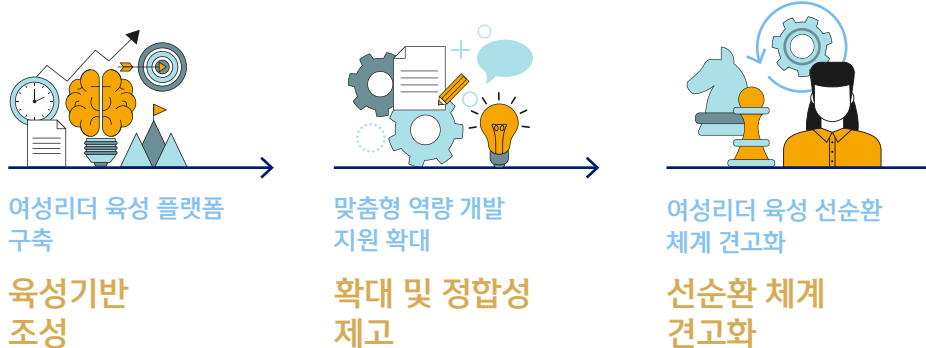 여성리더 육성 플랫폼
구축
육성기반
조성
맞춤형 역량 개발
지원 확대
확대 및 정합성
제고
여성리더 육성 선순환
체계 견고화
선순환 체계
견고화